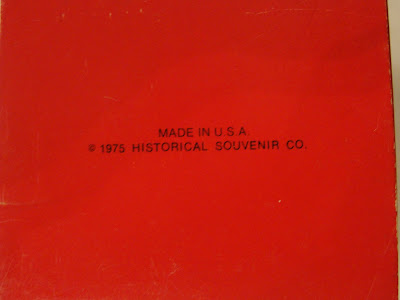 MADE IN U.S.A.
© 1975 HISTORICAL SOUVENIR CO.